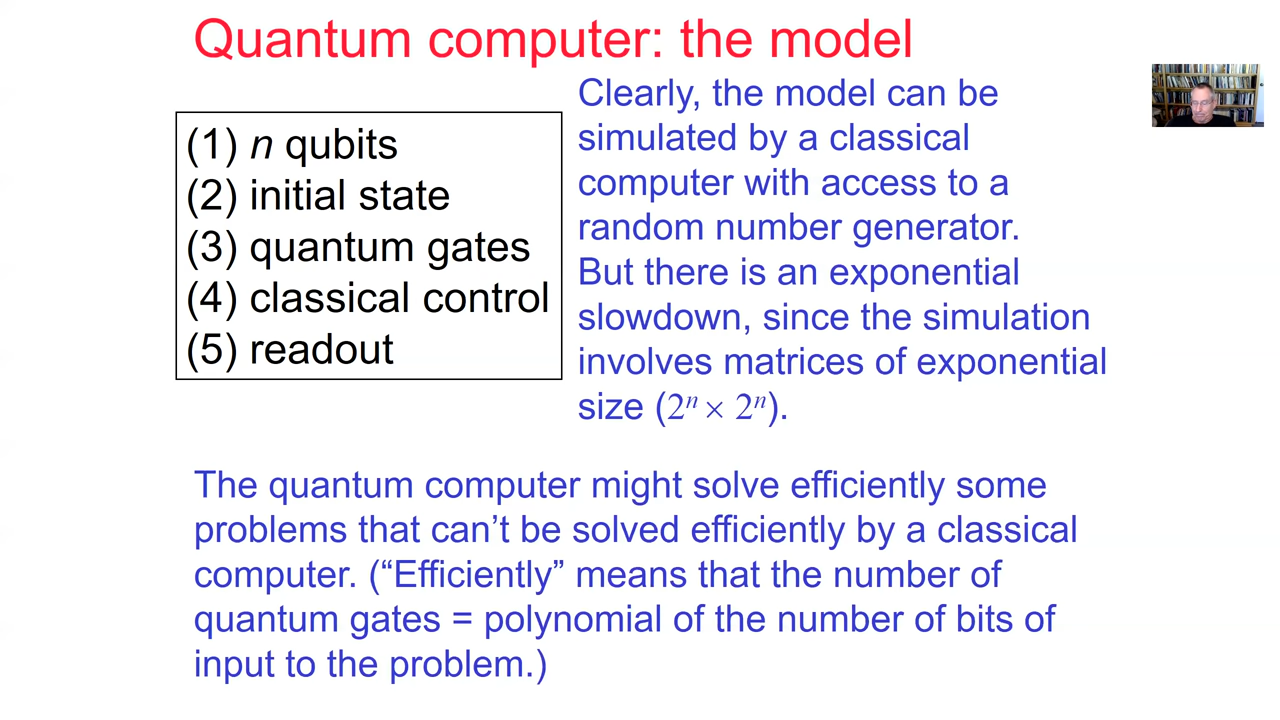 Quantum computer: the model
(1) n qubits
(2) initial state
(3) quantum gates
(4) classical control
(5) readout
Clearly, the model can be
simulated by a classical
computer with access to a
random number generator.
But there is an exponential
slowdown, since the simulation
involves matrices of exponential
size (2ⁿ × 2ⁿ).
The quantum computer might solve efficiently some
problems that can’t be solved efficiently by a classical
computer. (“Efficiently” means that the number of
quantum gates = polynomial of the number of bits of
input to the problem.)